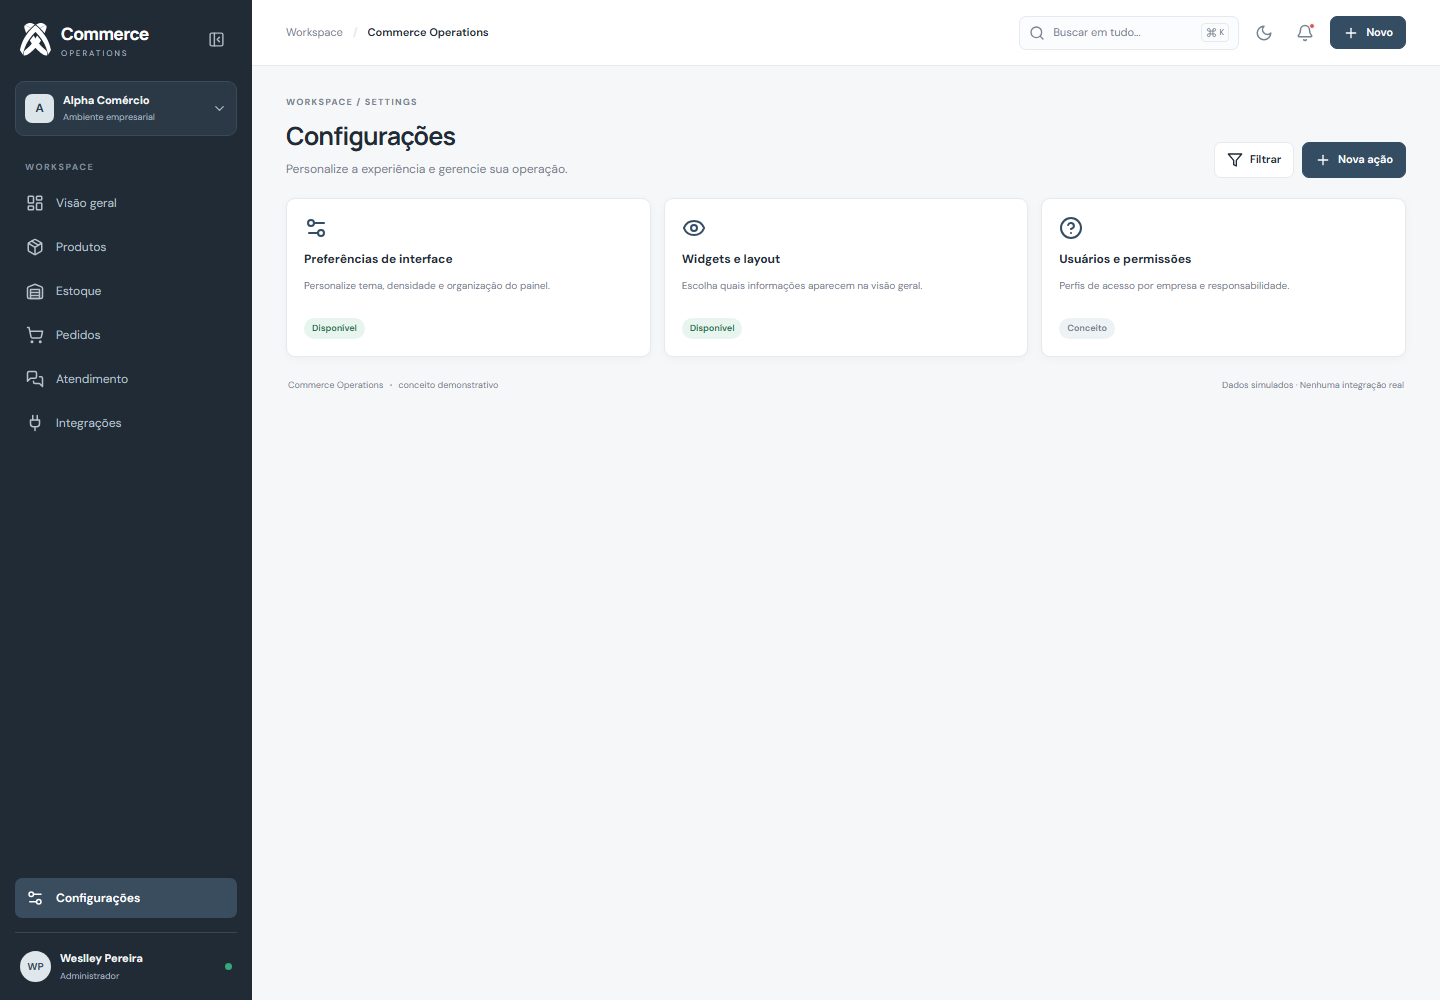 Commerce
OPERATIONS
A
Alpha Comércio
Ambiente empresarial
WORKSPACE
Visão geral
Produtos
Estoque
Pedidos
Atendimento
Integrações
Configurações
WP
Weslley Pereira
Administrador
Workspace / Commerce Operations
Buscar em tudo...
⌘ K
Novo
WORKSPACE / SETTINGS
Configurações
Personalize a experiência e gerencie sua operação.
Filtrar
Nova ação
Preferências de interface
Personalize tema, densidade e organização do painel.
Disponível
Widgets e layout
Escolha quais informações aparecem na visão geral.
Disponível
Usuários e permissões
Perfis de acesso por empresa e responsabilidade.
Conceito
Commerce Operations · conceito demonstrativo
Dados simulados · Nenhuma integração real